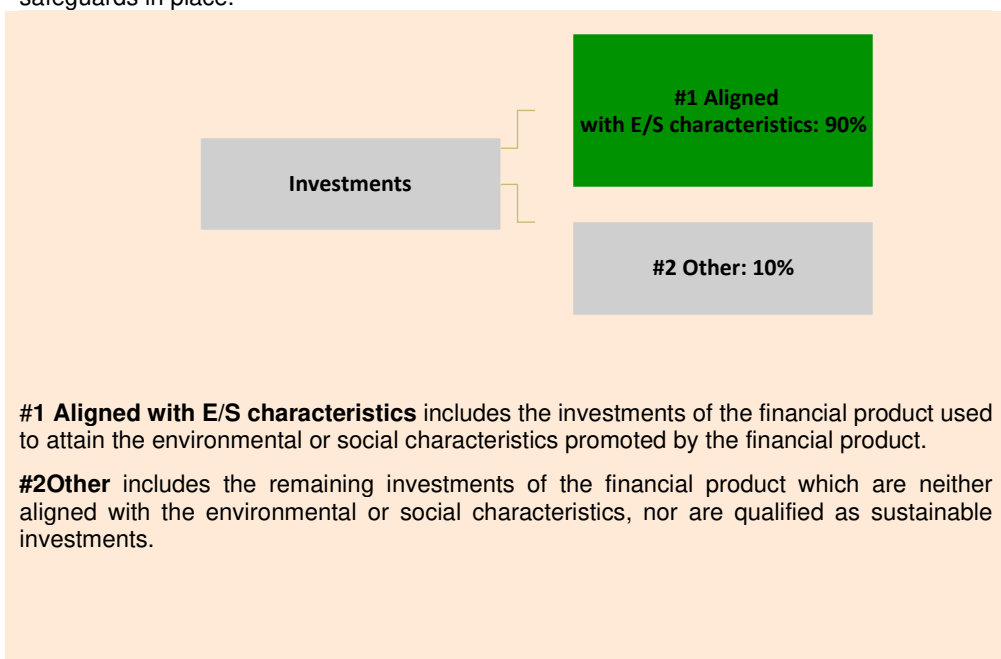 safeguards in place.
#1 Aligned
with E/S characteristics: 90%
Investments
#2 Other: 10%
#1 Aligned with E/S characteristics includes the investments of the financial product used
to attain the environmental or social characteristics promoted by the financial product.
#2Other includes the remaining investments of the financial product which are neither
aligned with the environmental or social characteristics, nor are qualified as sustainable
investments.